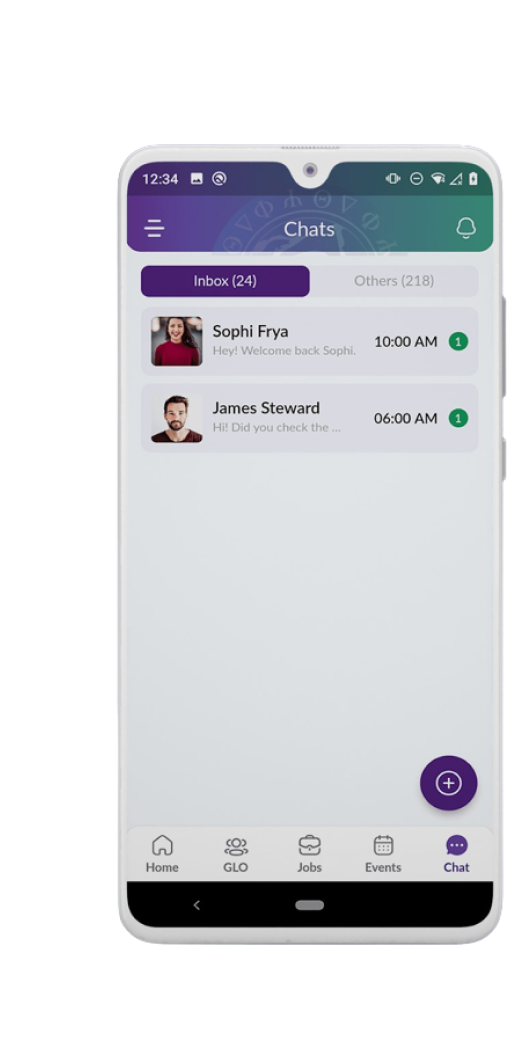 12:34
Chats
Inbox (24)
Others (218)
Sophi Frya
Hey! Welcome back Sophi.
10:00 AM
1
James Steward
Hi! Did you check the ...
06:00 AM
1
Home
GLO
Jobs
Events
Chat